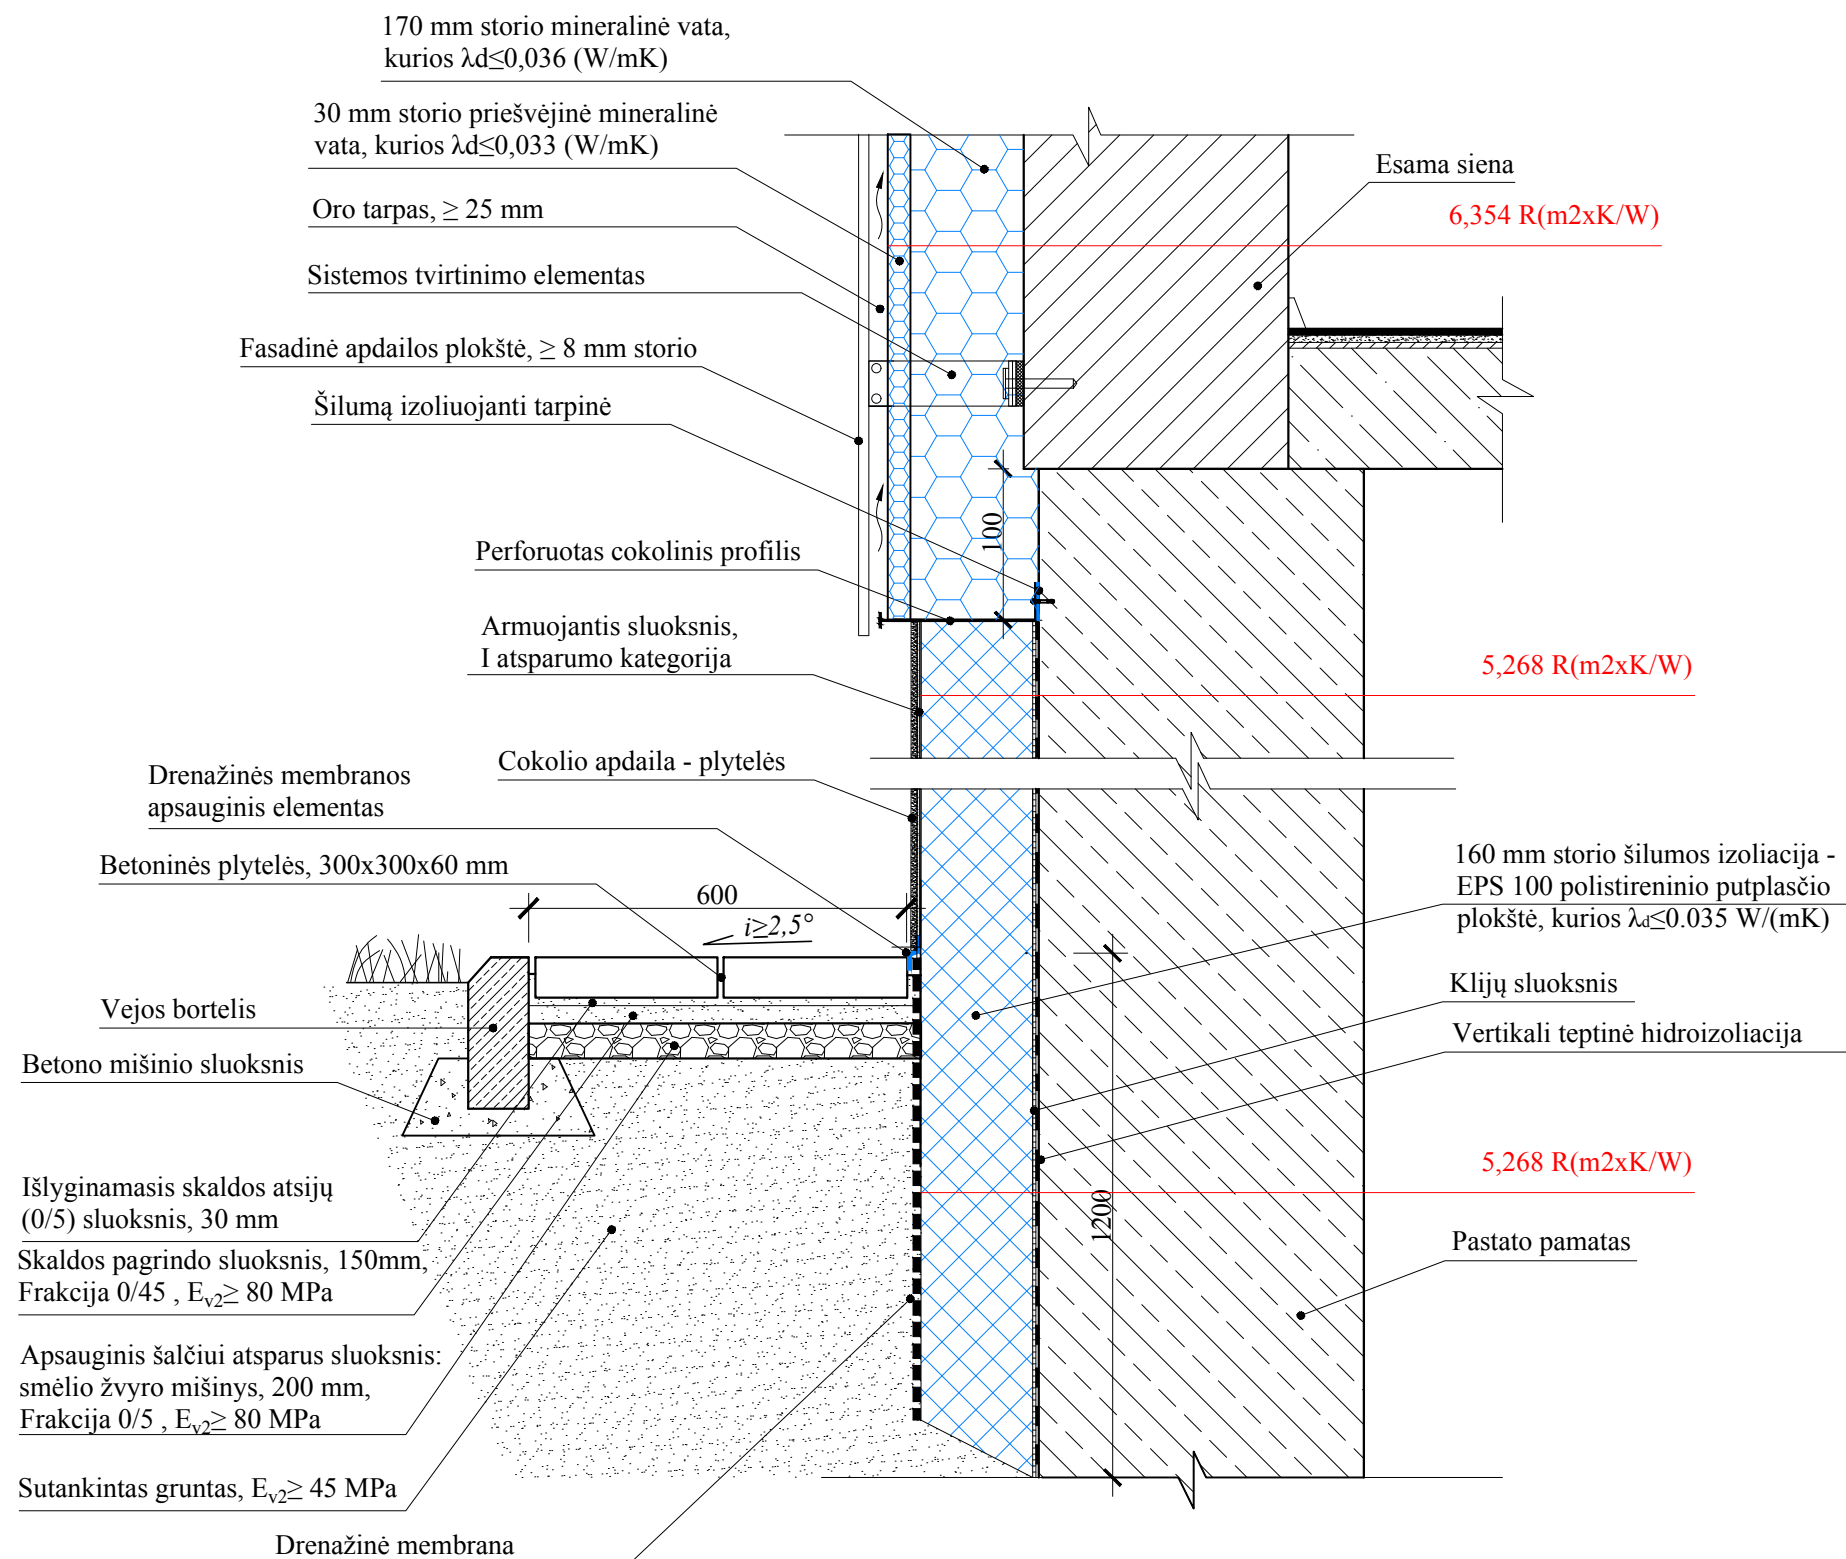 170 mm storio mineralinė vata,
kurios λd≤0,036 (W/mK)
30 mm storio priešvėjinė mineralinė
vata, kurios λd≤0,033 (W/mK)
Oro tarpas, ≥ 25 mm
Sistemos tvirtinimo elementas
Fasadinė apdailos plokštė, ≥ 8 mm storio
Šilumą izoliuojanti tarpinė
Esama siena
6,354 R(m2xK/W)
100
Perforuotas cokolinis profilis
Armuojantis sluoksnis,
I atsparumo kategorija
5,268 R(m2xK/W)
Cokolio apdaila - plytelės
Drenažinės membranos
apsauginis elementas
Betoninės plytelės, 300x300x60 mm
600
i≥2,5°
160 mm storio šilumos izoliacija -
EPS 100 polistireninio putplasčio
plokštė, kurios λd≤0.035 W/(mK)
Klijų sluoksnis
Vertikali teptinė hidroizoliacija
Vejos bortelis
Betono mišinio sluoksnis
5,268 R(m2xK/W)
1200
Pastato pamatas
Išlyginamasis skaldos atsijų
(0/5) sluoksnis, 30 mm
Skaldos pagrindo sluoksnis, 150mm,
Frakcija 0/45 , Ev2≥ 80 MPa
Apsauginis šalčiui atsparus sluoksnis:
smėlio žvyro mišinys, 200 mm,
Frakcija 0/5 , Ev2≥ 80 MPa
Sutankintas gruntas, Ev2≥ 45 MPa
Drenažinė membrana